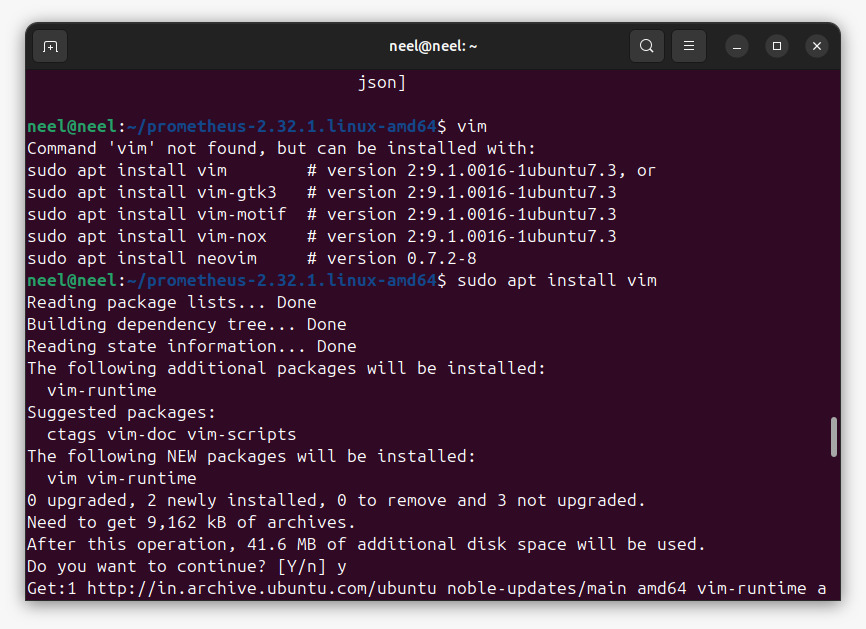 neel@neel: ~
json]
neel@neel:~/prometheus-2.32.1.linux-amd64$ vim
Command 'vim' not found, but can be installed with:
sudo apt install vim        # version 2:9.1.0016-1ubuntu7.3, or
sudo apt install vim-gtk3   # version 2:9.1.0016-1ubuntu7.3
sudo apt install vim-motif  # version 2:9.1.0016-1ubuntu7.3
sudo apt install vim-nox    # version 2:9.1.0016-1ubuntu7.3
sudo apt install neovim     # version 0.7.2-8
neel@neel:~/prometheus-2.32.1.linux-amd64$ sudo apt install vim
Reading package lists... Done
Building dependency tree... Done
Reading state information... Done
The following additional packages will be installed:
  vim-runtime
Suggested packages:
  ctags vim-doc vim-scripts
The following NEW packages will be installed:
  vim vim-runtime
0 upgraded, 2 newly installed, 0 to remove and 3 not upgraded.
Need to get 9,162 kB of archives.
After this operation, 41.6 MB of additional disk space will be used.
Do you want to continue? [Y/n] y
Get:1 http://in.archive.ubuntu.com/ubuntu noble-updates/main amd64 vim-runtime a